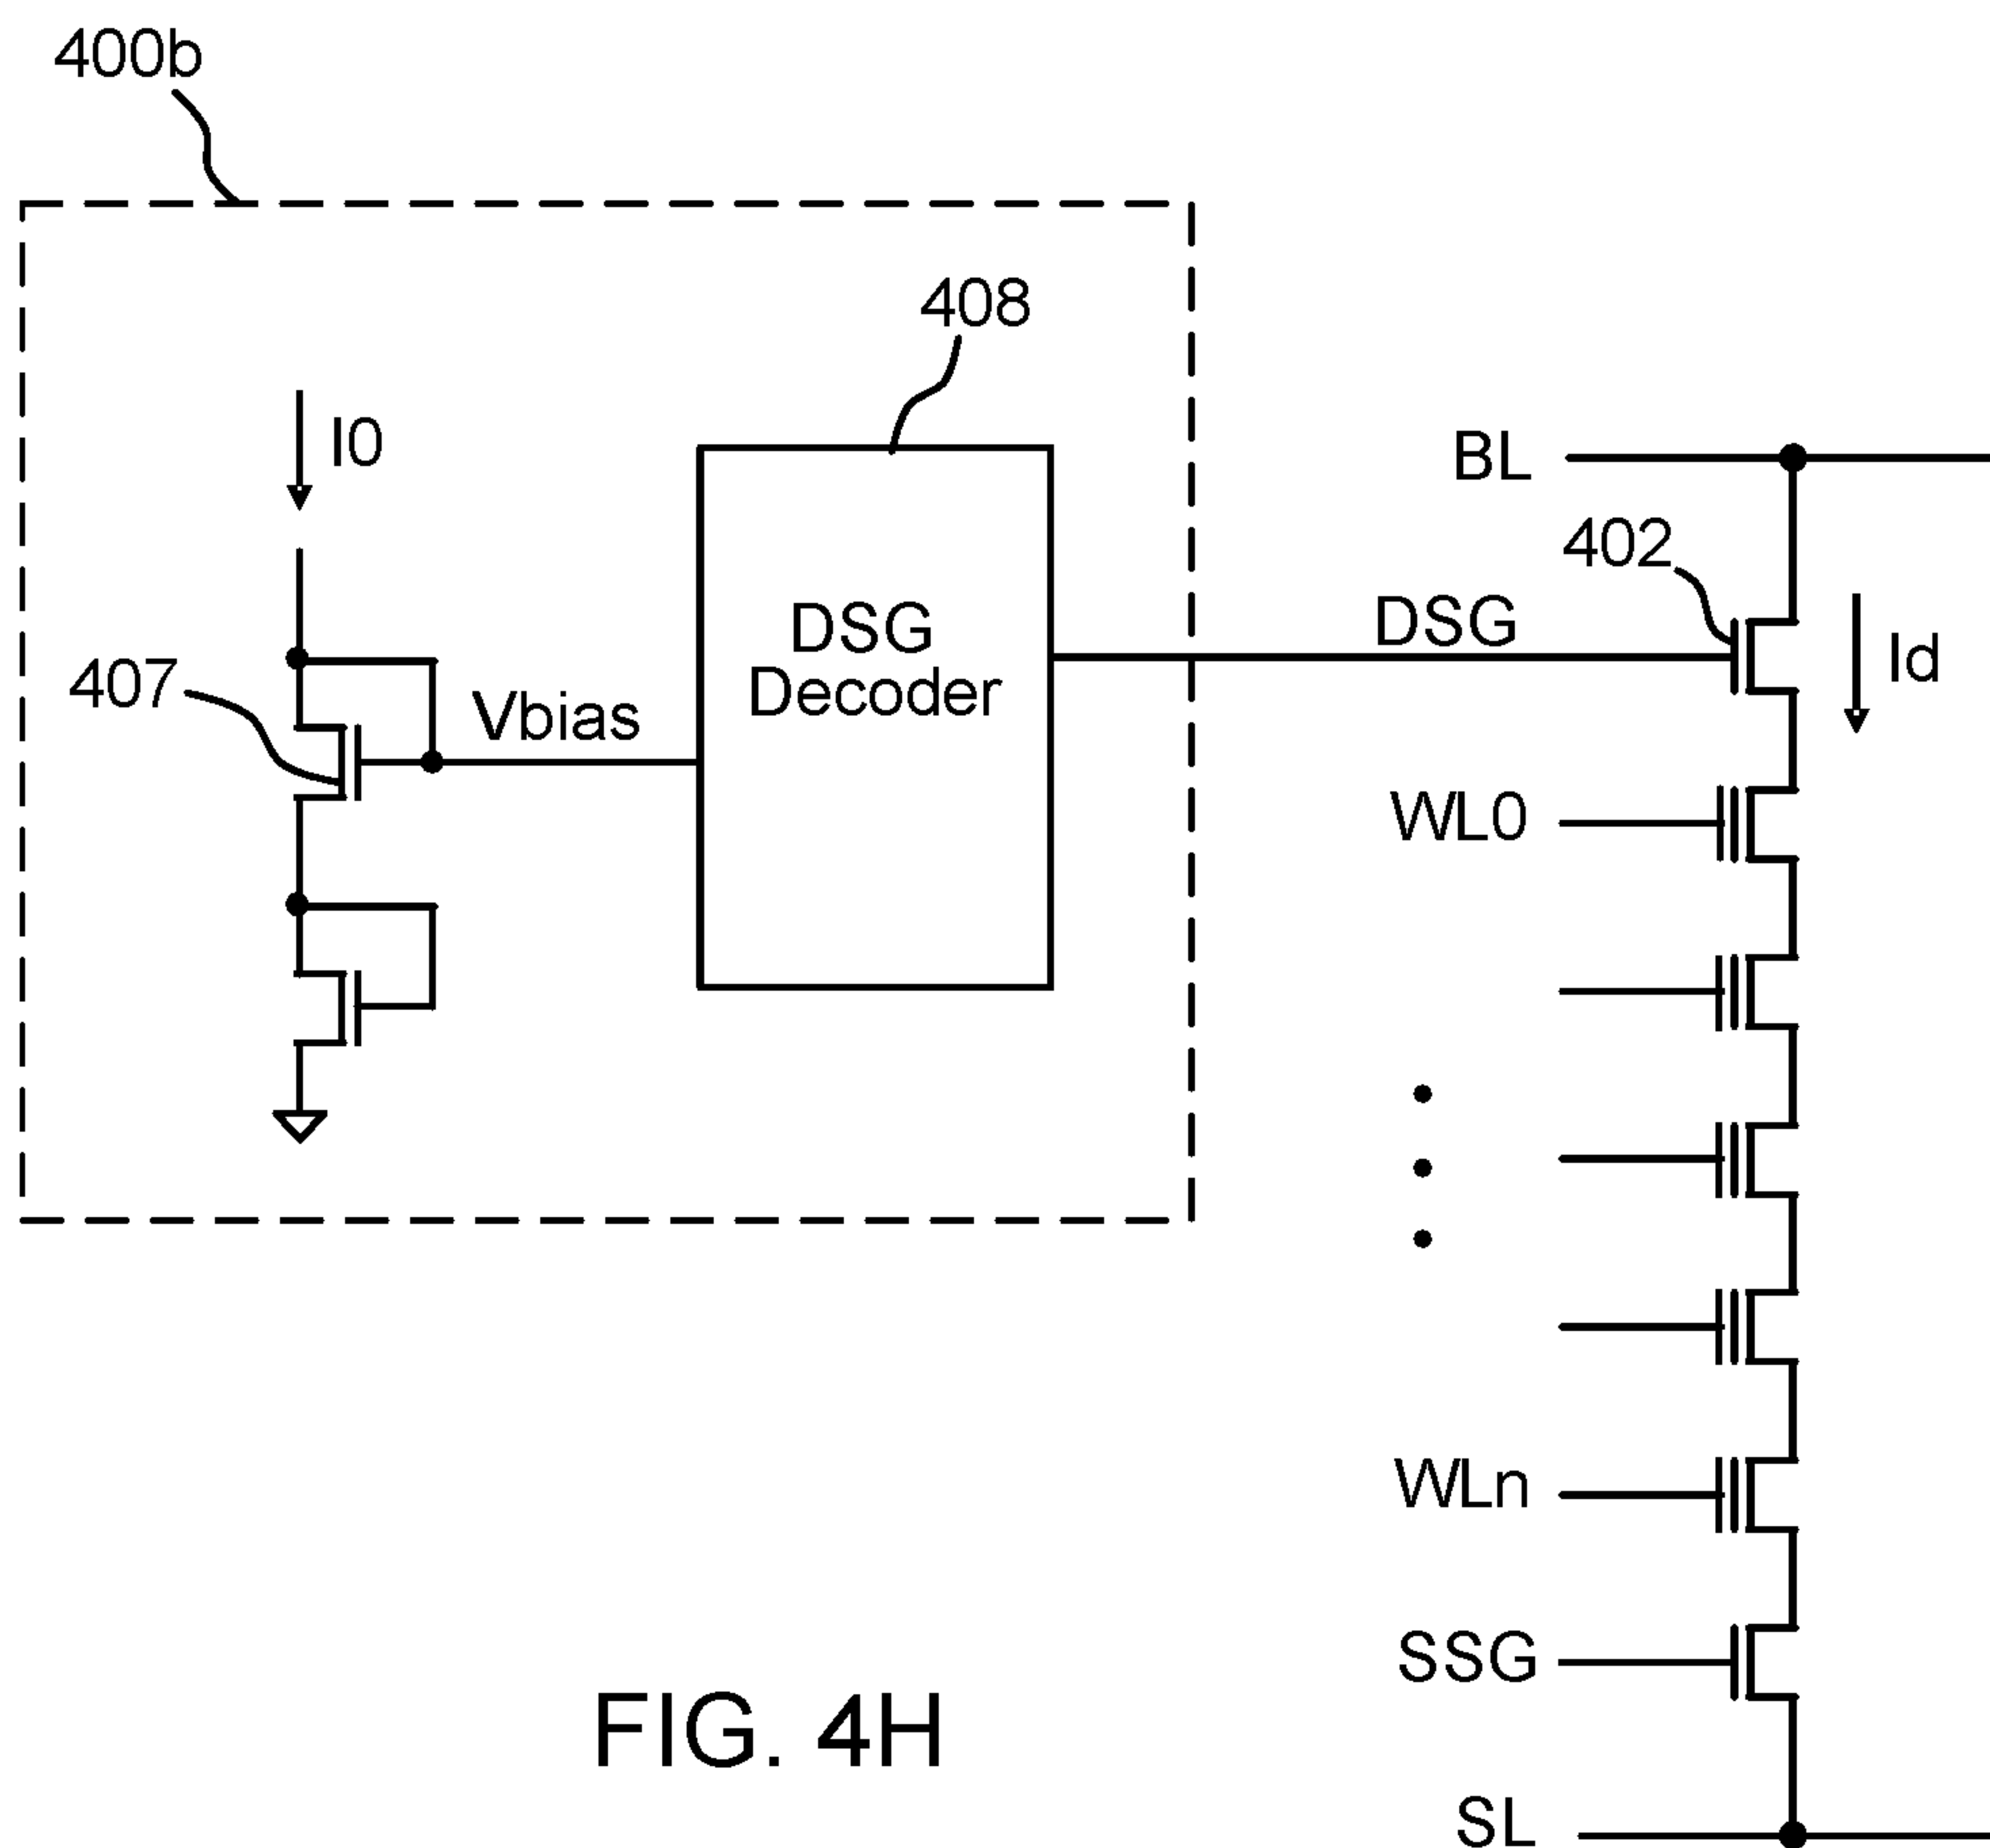 400b
408
I0
BL
402
DSG
Id
DSG
Decoder
407
Vbias
WL0
WLn
SSG
FIG. 4H
SL